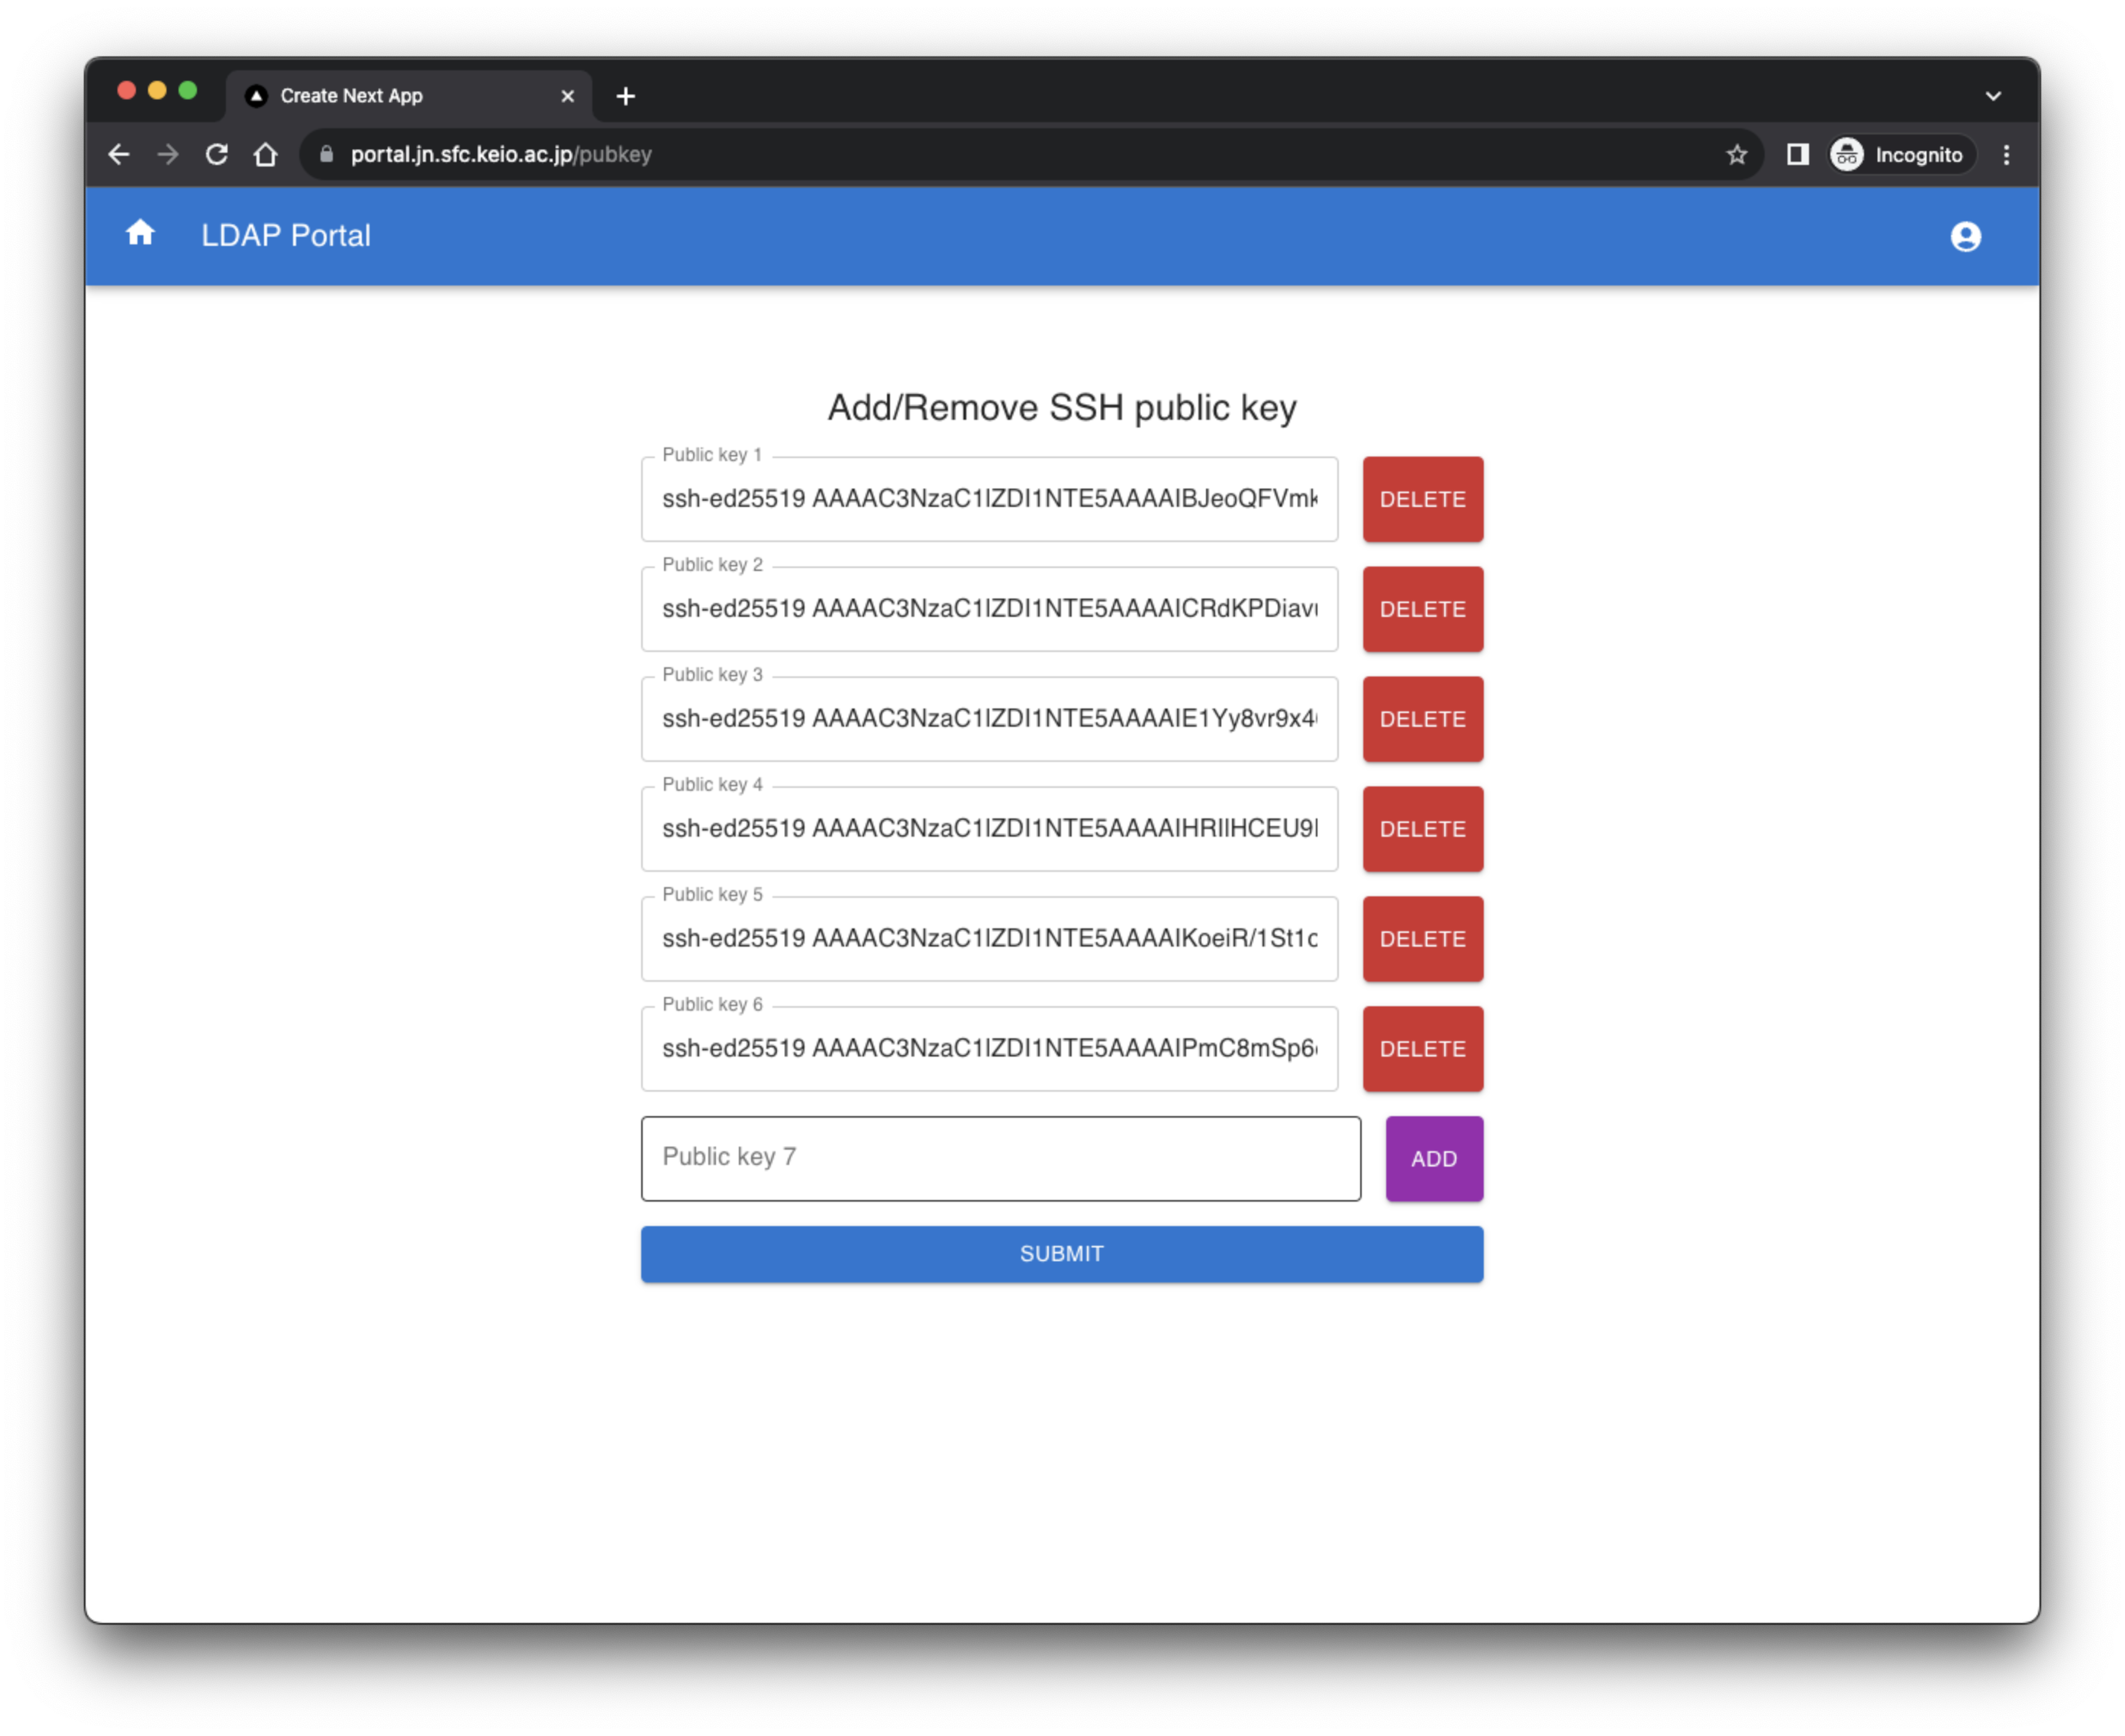 Create Next App
portal.jn.sfc.keio.ac.jp/pubkey
Incognito
LDAP Portal
Add/Remove SSH public key
Public key 1
ssh-ed25519 AAAAC3NzaC1lZDI1NTE5AAAAIBJeoQFVmk
DELETE
Public key 2
ssh-ed25519 AAAAC3NzaC1lZDI1NTE5AAAAICRdKPDiav
DELETE
Public key 3
ssh-ed25519 AAAAC3NzaC1lZDI1NTE5AAAAIE1Yy8vr9x4
DELETE
Public key 4
ssh-ed25519 AAAAC3NzaC1lZDI1NTE5AAAAIHRIlHCEU9
DELETE
Public key 5
ssh-ed25519 AAAAC3NzaC1lZDI1NTE5AAAAIKoeiR/1St1
DELETE
Public key 6
ssh-ed25519 AAAAC3NzaC1lZDI1NTE5AAAAIPmC8mSp6
DELETE
Public key 7
ADD
SUBMIT